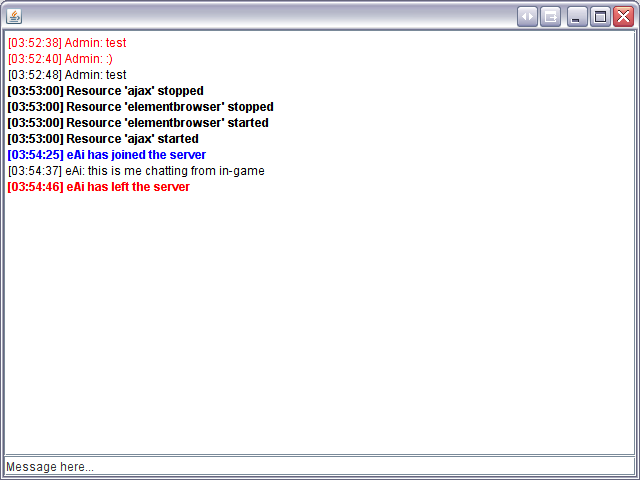 [03:52:38] Admin: test
[03:52:40] Admin: :)
[03:52:48] Admin: test
[03:53:00] Resource 'ajax' stopped
[03:53:00] Resource 'elementbrowser' stopped
[03:53:00] Resource 'elementbrowser' started
[03:53:00] Resource 'ajax' started
[03:54:25] eAi has joined the server
[03:54:37] eAi: this is me chatting from in-game
[03:54:46] eAi has left the server
Message here...